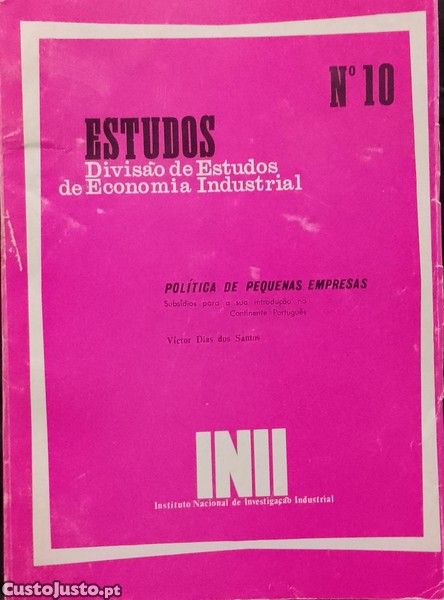 Nº 10
ESTUDOS
Divisão de Estudos
de Economia Industrial
POLÍTICA DE PEQUENAS EMPRESAS
Subsídios para a sua introdução no
Continente Português
Víctor Dias dos Santos
INII
Instituto Nacional de Investigação Industrial
CustoJusto.pt